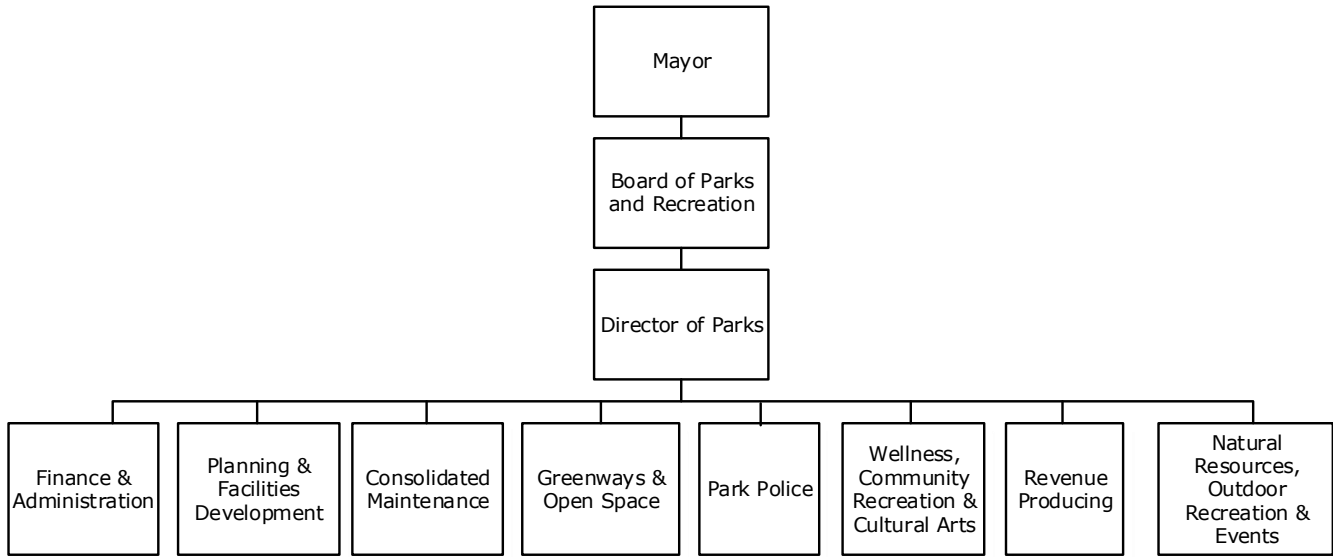 Mayor
Board of Parks
and Recreation
Director of Parks
Finance &
Administration
Planning &
Facilities
Development
Consolidated
Maintenance
Greenways &
Open Space
Park Police
Wellness,
Community
Recreation &
Cultural Arts
Revenue
Producing
Natural
Resources,
Outdoor
Recreation &
Events